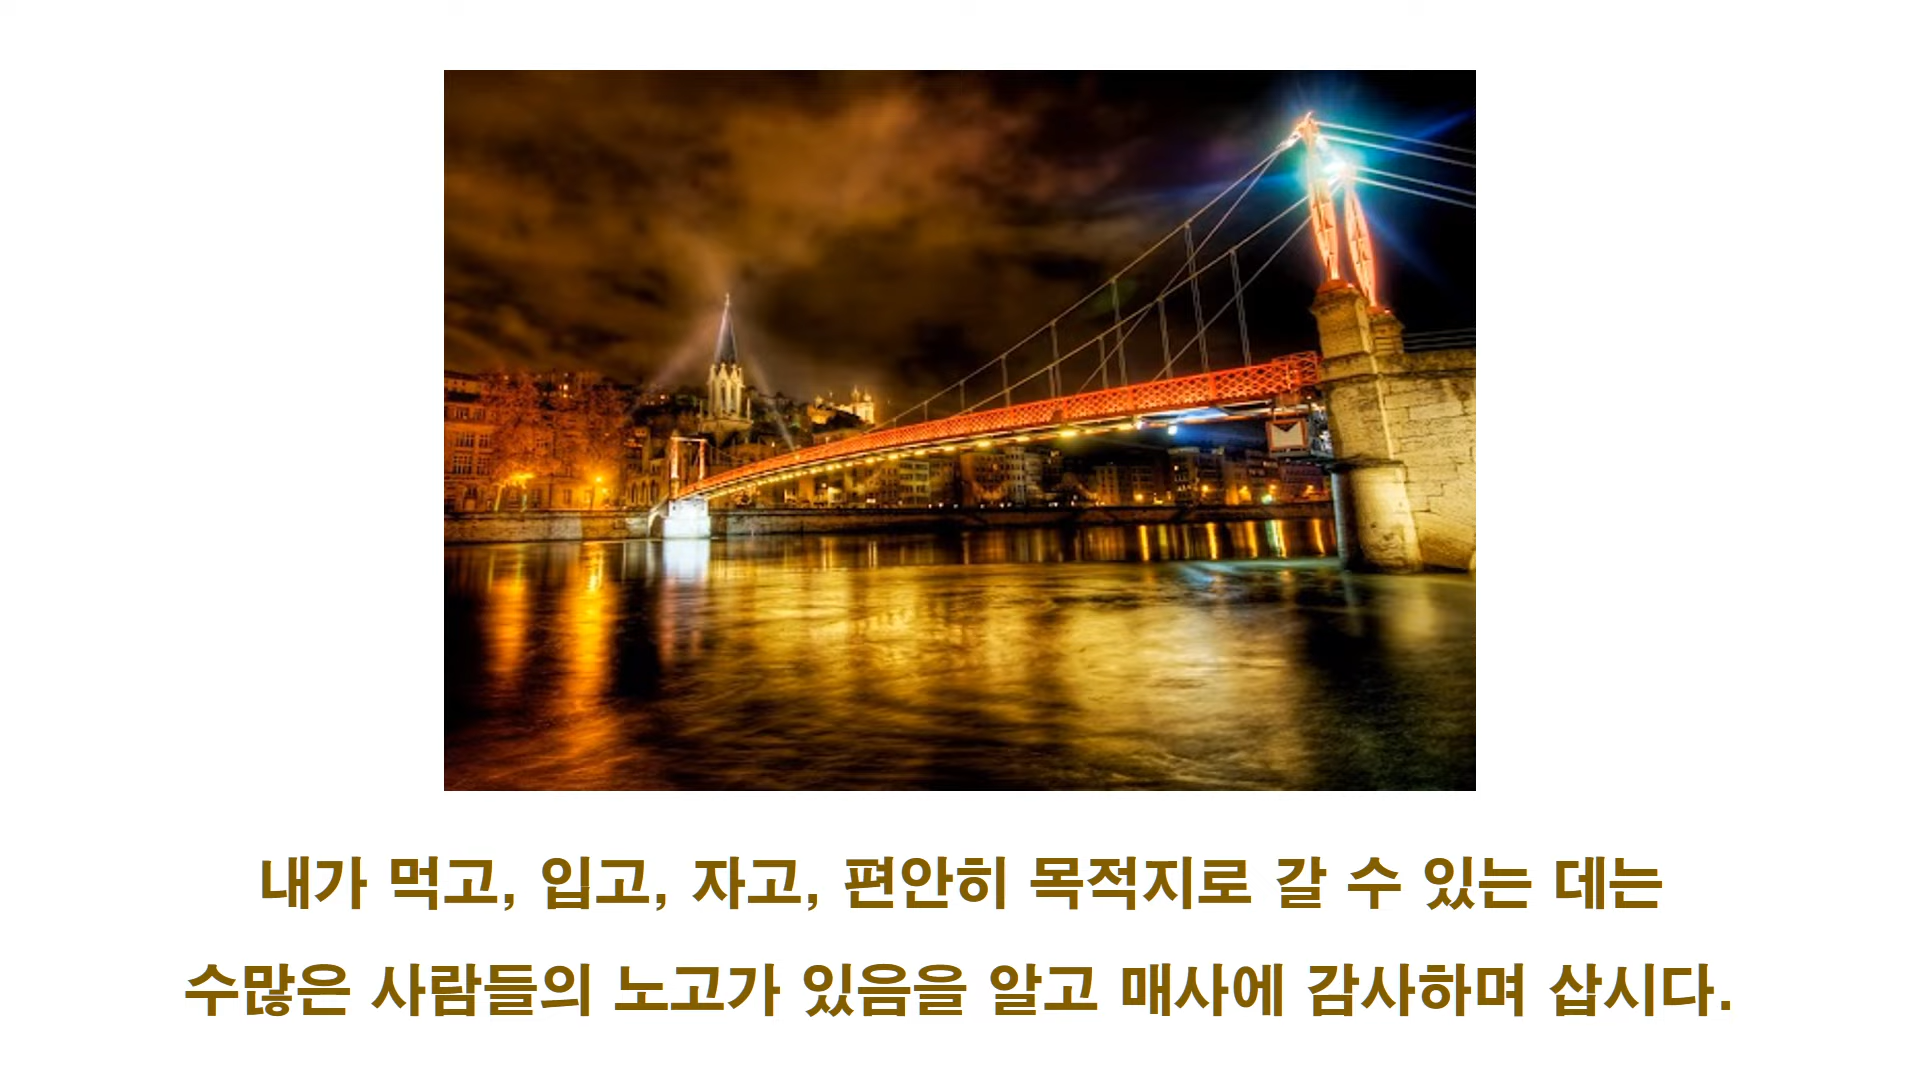 내가 먹고, 입고, 자고, 편안히 목적지로 갈 수 있는 데는
수많은 사람들의 노고가 있음을 알고 매사에 감사하며 삽시다.